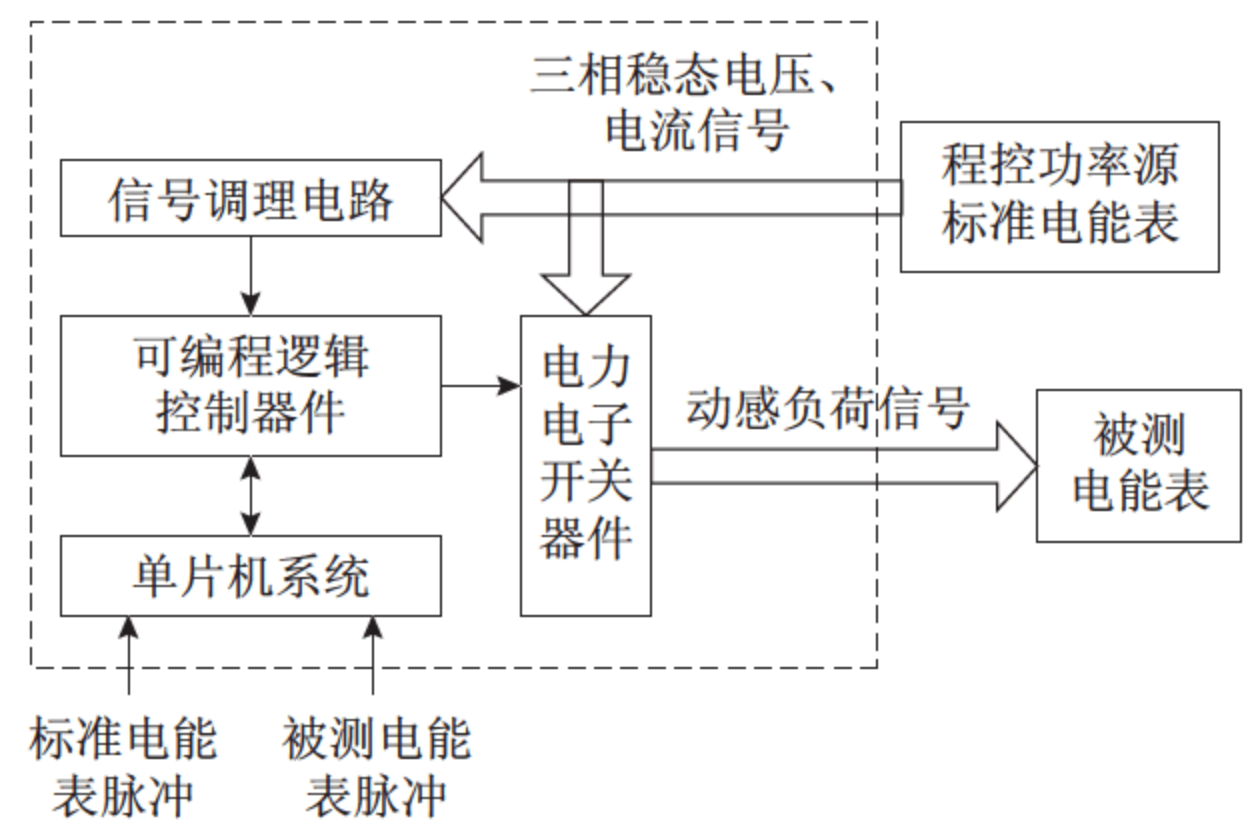 三相稳态电压、
电流信号
程控功率源
标准电能表
信号调理电路
可编程逻辑
控制器件
电力
电子
开关
器件
动感负荷信号
被测
电能表
单片机系统
标准电能
表脉冲
被测电能
表脉冲